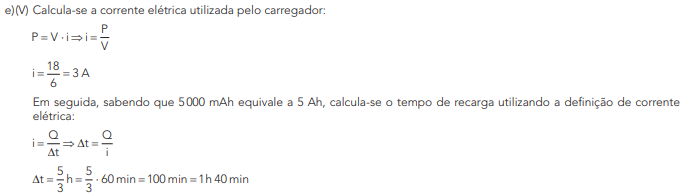 e)(V) Calcula-se a corrente elétrica utilizada pelo carregador:
P = V · i ⇒ i = P/V
i = 18/6 = 3 A
Em seguida, sabendo que 5 000 mAh equivale a 5 Ah, calcula-se o tempo de recarga utilizando a definição de corrente
elétrica:
i = Q/Δt ⇒ Δt = Q/i
Δt = 5/3 h = 5/3 · 60 min = 100 min = 1 h 40 min